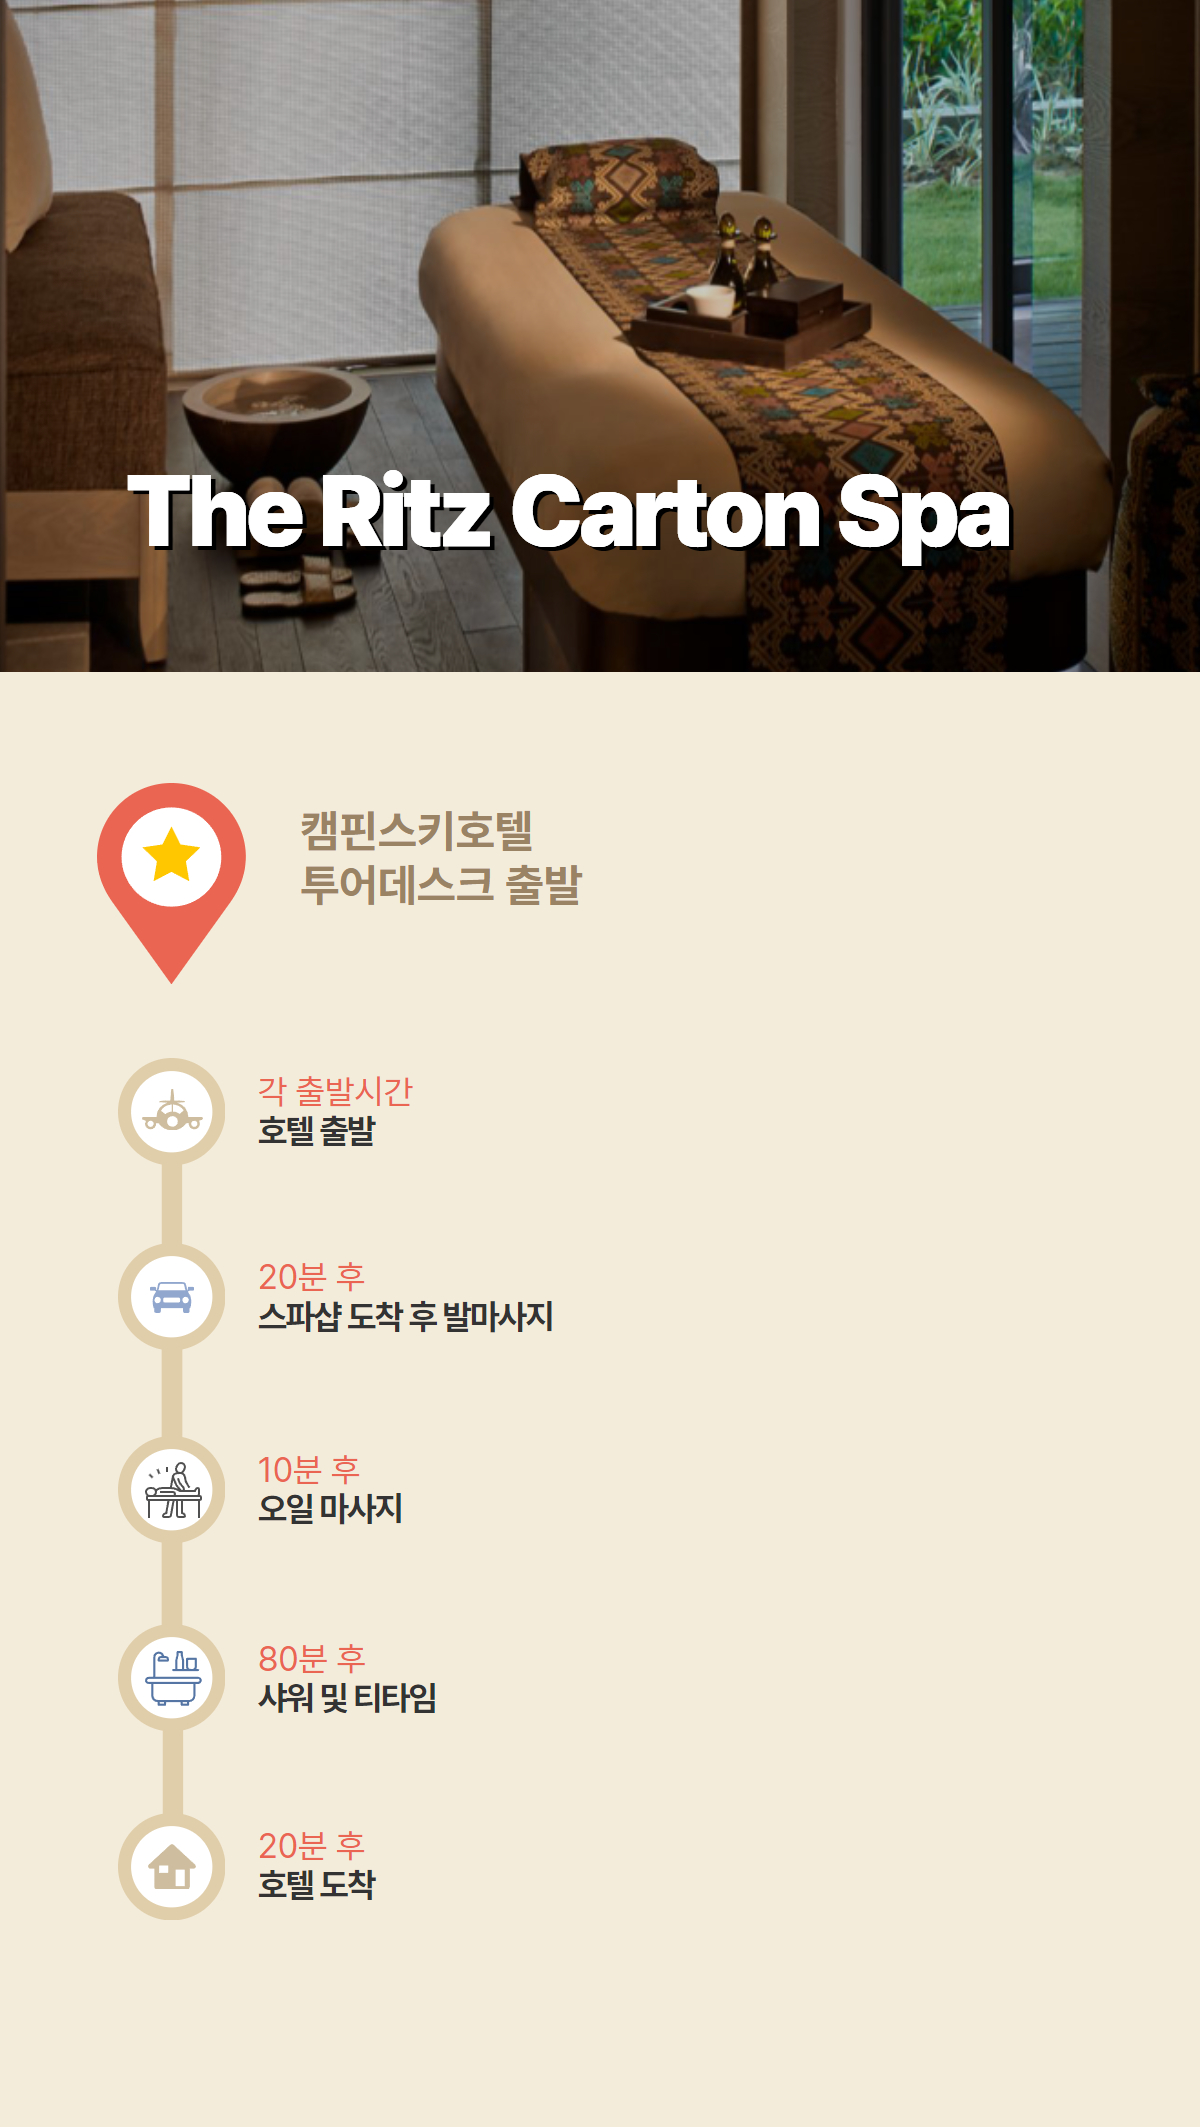 The Ritz Carton Spa
캠핀스키호텔
투어데스크 출발
각 출발시간
호텔 출발
20분 후
스파샵 도착 후 발마사지
10분 후
오일 마사지
80분 후
샤워 및 티타임
20분 후
호텔 도착